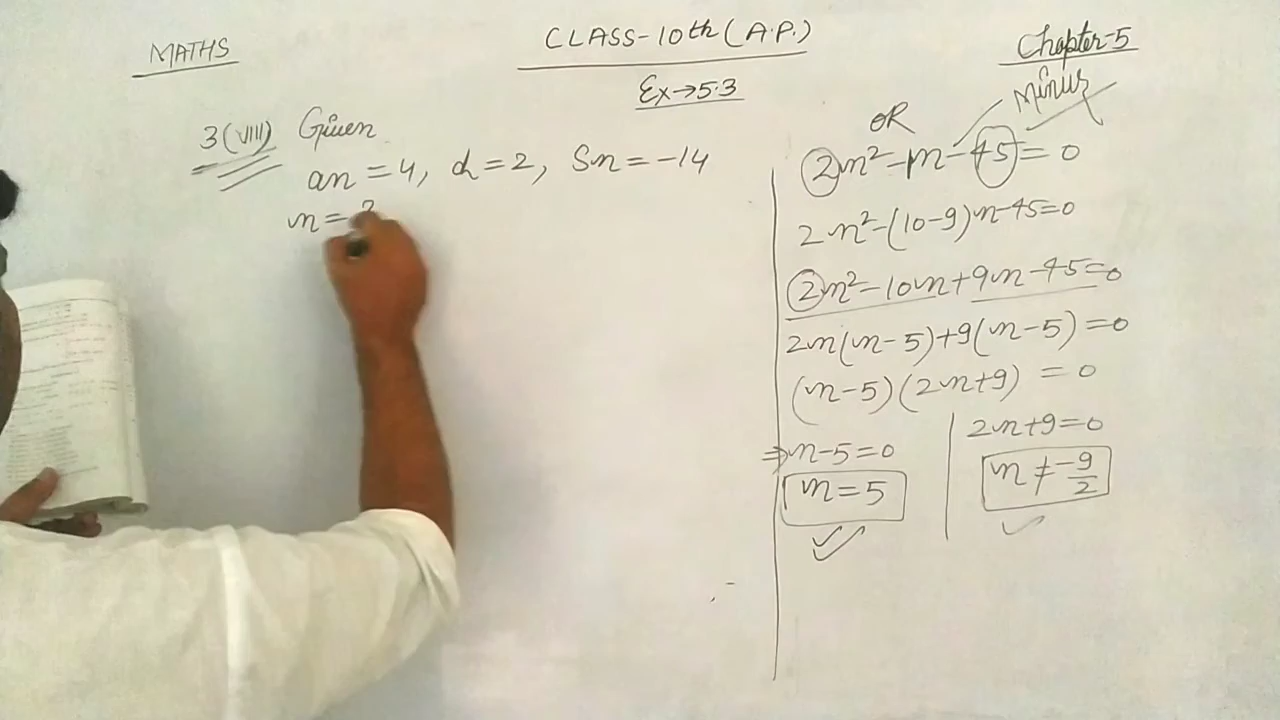 MATHS
CLASS-10th (A.P.)
Chapter-5
Ex→5.3
3(VIII) Given
an = 4, d = 2, Sn = -14
n = ?
OR
Minus
2n²-n-45=0
2n²-(10-9)n-45=0
2n²-10n+9n-45=0
2n(n-5)+9(n-5)=0
(n-5)(2n+9) = 0
⇒n-5=0
n=5
2n+9=0
n≠-9/2